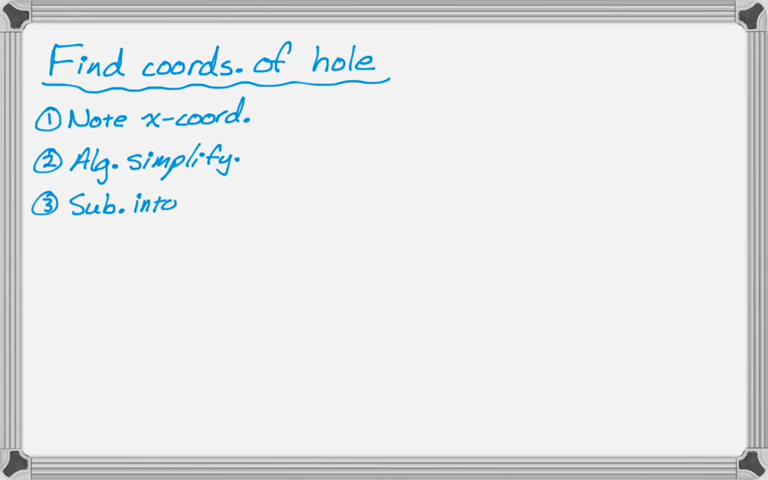 Find coords. of hole
① Note x-coord.
② Alg. simplify.
③ Sub. into